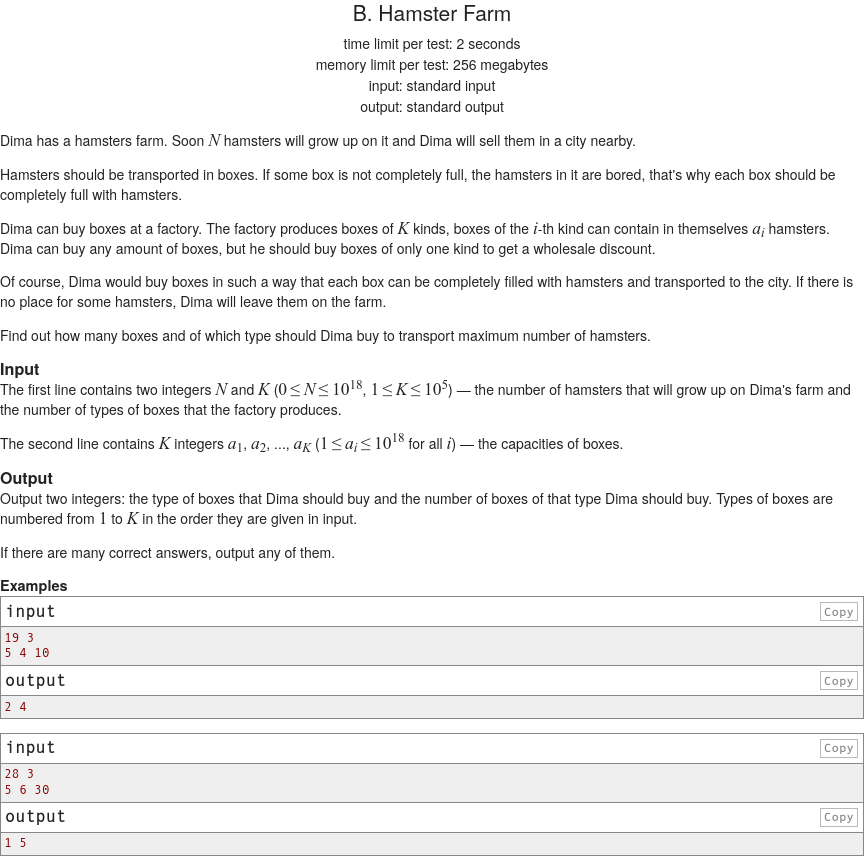 B. Hamster Farm
time limit per test: 2 seconds
memory limit per test: 256 megabytes
input: standard input
output: standard output
Dima has a hamsters farm. Soon N hamsters will grow up on it and Dima will sell them in a city nearby.
Hamsters should be transported in boxes. If some box is not completely full, the hamsters in it are bored, that's why each box should be
completely full with hamsters.
Dima can buy boxes at a factory. The factory produces boxes of K kinds, boxes of the i-th kind can contain in themselves a_i hamsters.
Dima can buy any amount of boxes, but he should buy boxes of only one kind to get a wholesale discount.
Of course, Dima would buy boxes in such a way that each box can be completely filled with hamsters and transported to the city. If there is
no place for some hamsters, Dima will leave them on the farm.
Find out how many boxes and of which type should Dima buy to transport maximum number of hamsters.
Input
The first line contains two integers N and K (0 ≤ N ≤ 10^18, 1 ≤ K ≤ 10^5) — the number of hamsters that will grow up on Dima's farm and
the number of types of boxes that the factory produces.
The second line contains K integers a_1, a_2, ..., a_K (1 ≤ a_i ≤ 10^18 for all i) — the capacities of boxes.
Output
Output two integers: the type of boxes that Dima should buy and the number of boxes of that type Dima should buy. Types of boxes are
numbered from 1 to K in the order they are given in input.
If there are many correct answers, output any of them.
Examples
input Copy
19 3
5 4 10
output Copy
2 4
input Copy
28 3
5 6 30
output Copy
1 5